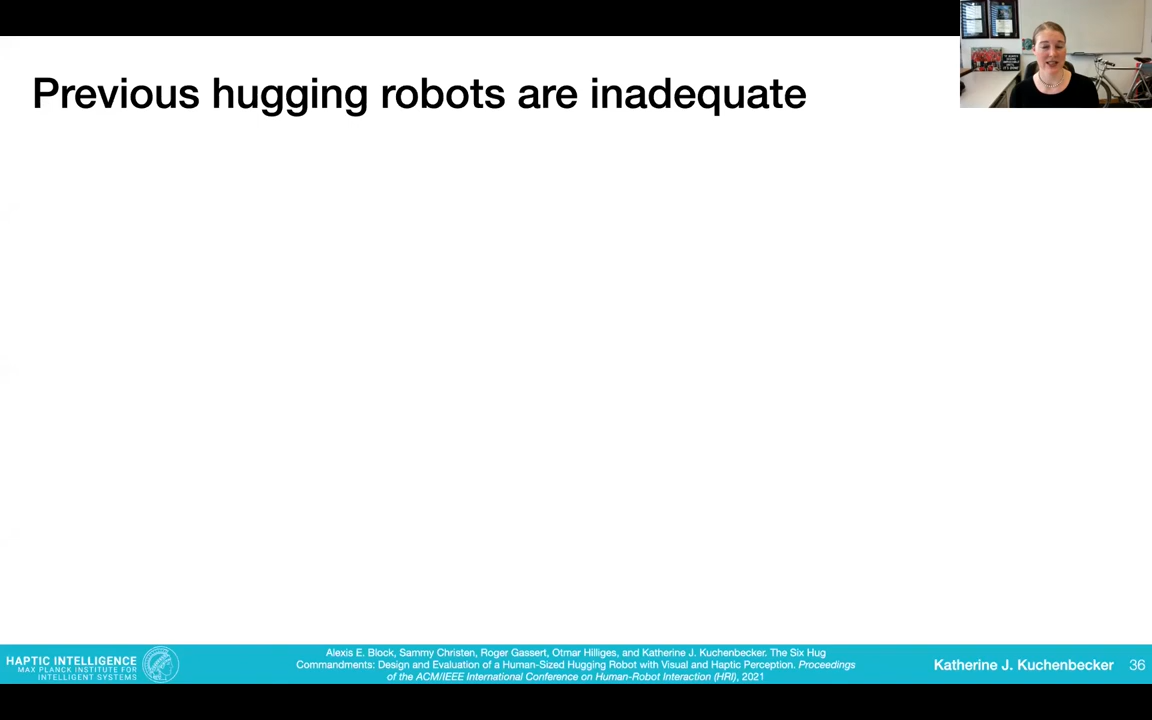 Previous hugging robots are inadequate
HAPTIC INTELLIGENCE
MAX PLANCK INSTITUTE FOR
INTELLIGENT SYSTEMS
Alexis E. Block, Sammy Christen, Roger Gassert, Otmar Hilliges, and Katherine J. Kuchenbecker. The Six Hug
Commandments: Design and Evaluation of a Human-Sized Hugging Robot with Visual and Haptic Perception. Proceedings
of the ACM/IEEE International Conference on Human-Robot Interaction (HRI), 2021
Katherine J. Kuchenbecker 36